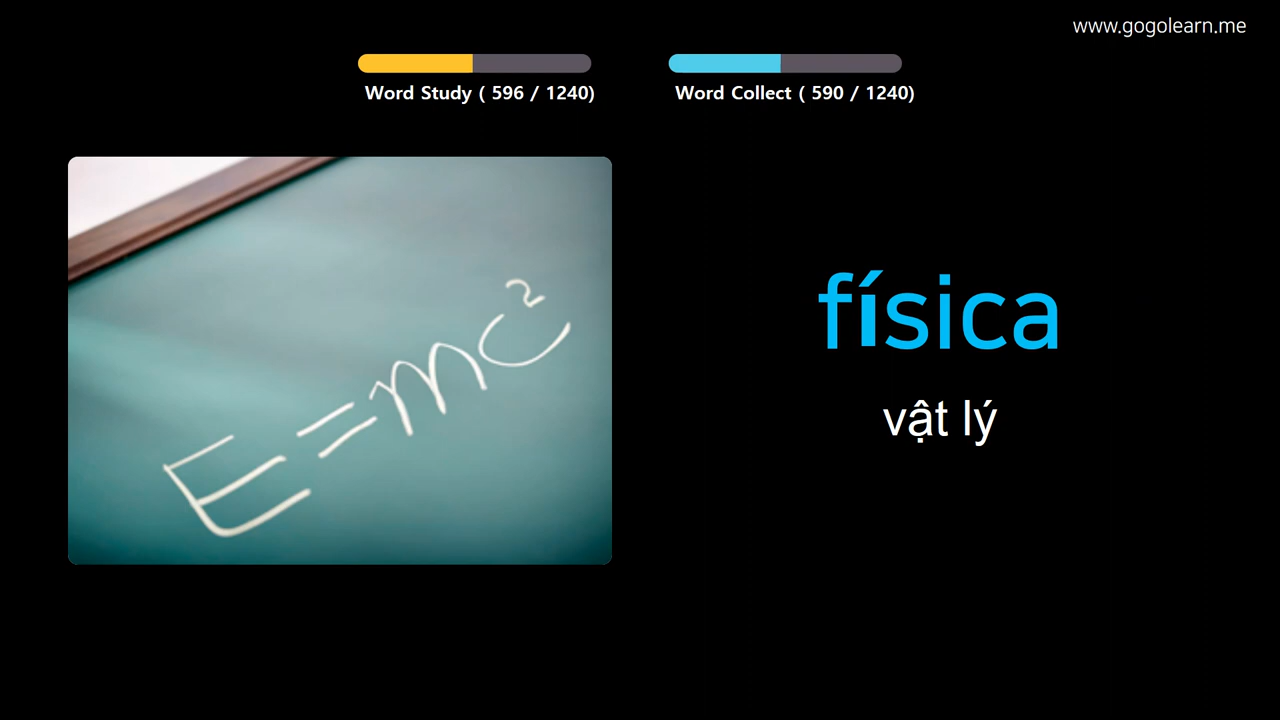 www.gogolearn.me
Word Study ( 596 / 1240)
Word Collect ( 590 / 1240)
E=mc²
física
vật lý